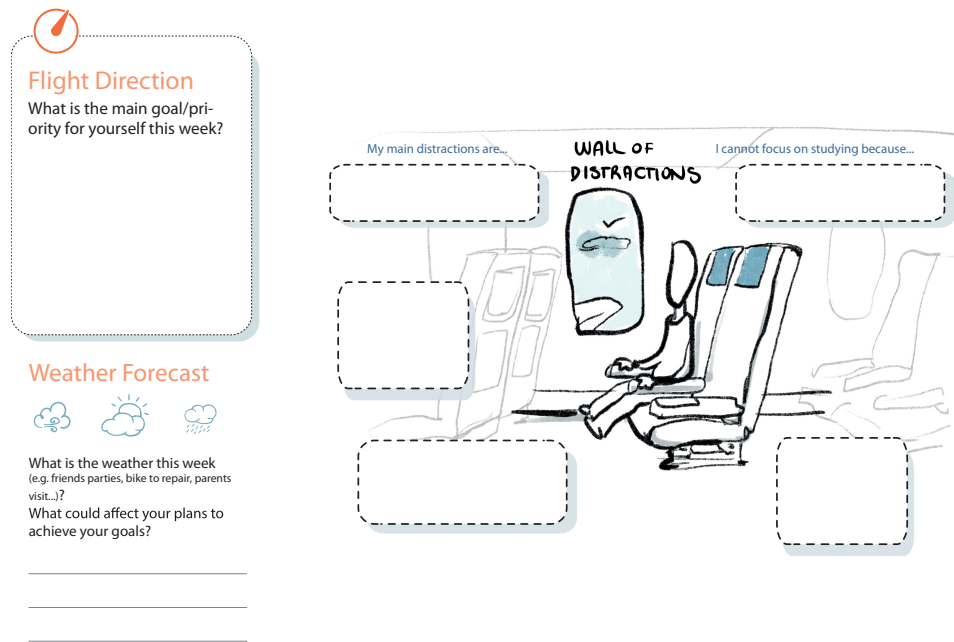 Flight Direction
What is the main goal/pri-
ority for yourself this week?
Weather Forecast
What is the weather this week
(e.g. friends parties, bike to repair, parents
visit...)?
What could affect your plans to
achieve your goals?
My main distractions are...
WALL OF
DISTRACTIONS
I cannot focus on studying because...